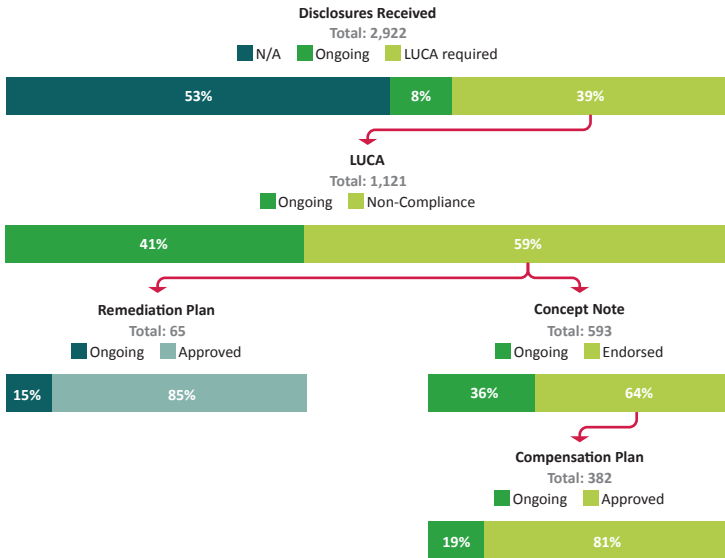 Disclosures Received
Total: 2,922
N/A Ongoing LUCA required
53% 8% 39%
LUCA
Total: 1,121
Ongoing Non-Compliance
41% 59%
Remediation Plan
Total: 65
Ongoing Approved
15% 85%
Concept Note
Total: 593
Ongoing Endorsed
36% 64%
Compensation Plan
Total: 382
Ongoing Approved
19% 81%